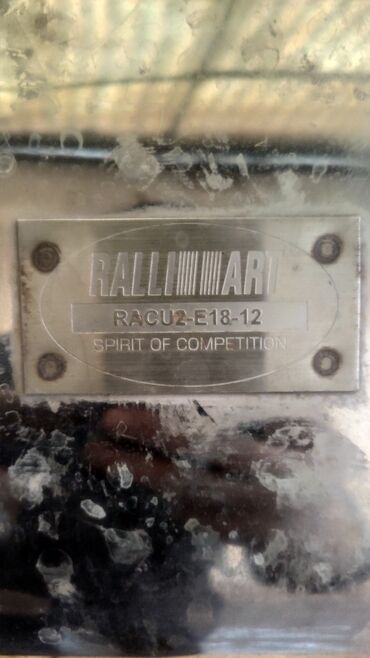 RALLIART
RACU2-E18-12
SPIRIT OF COMPETITION